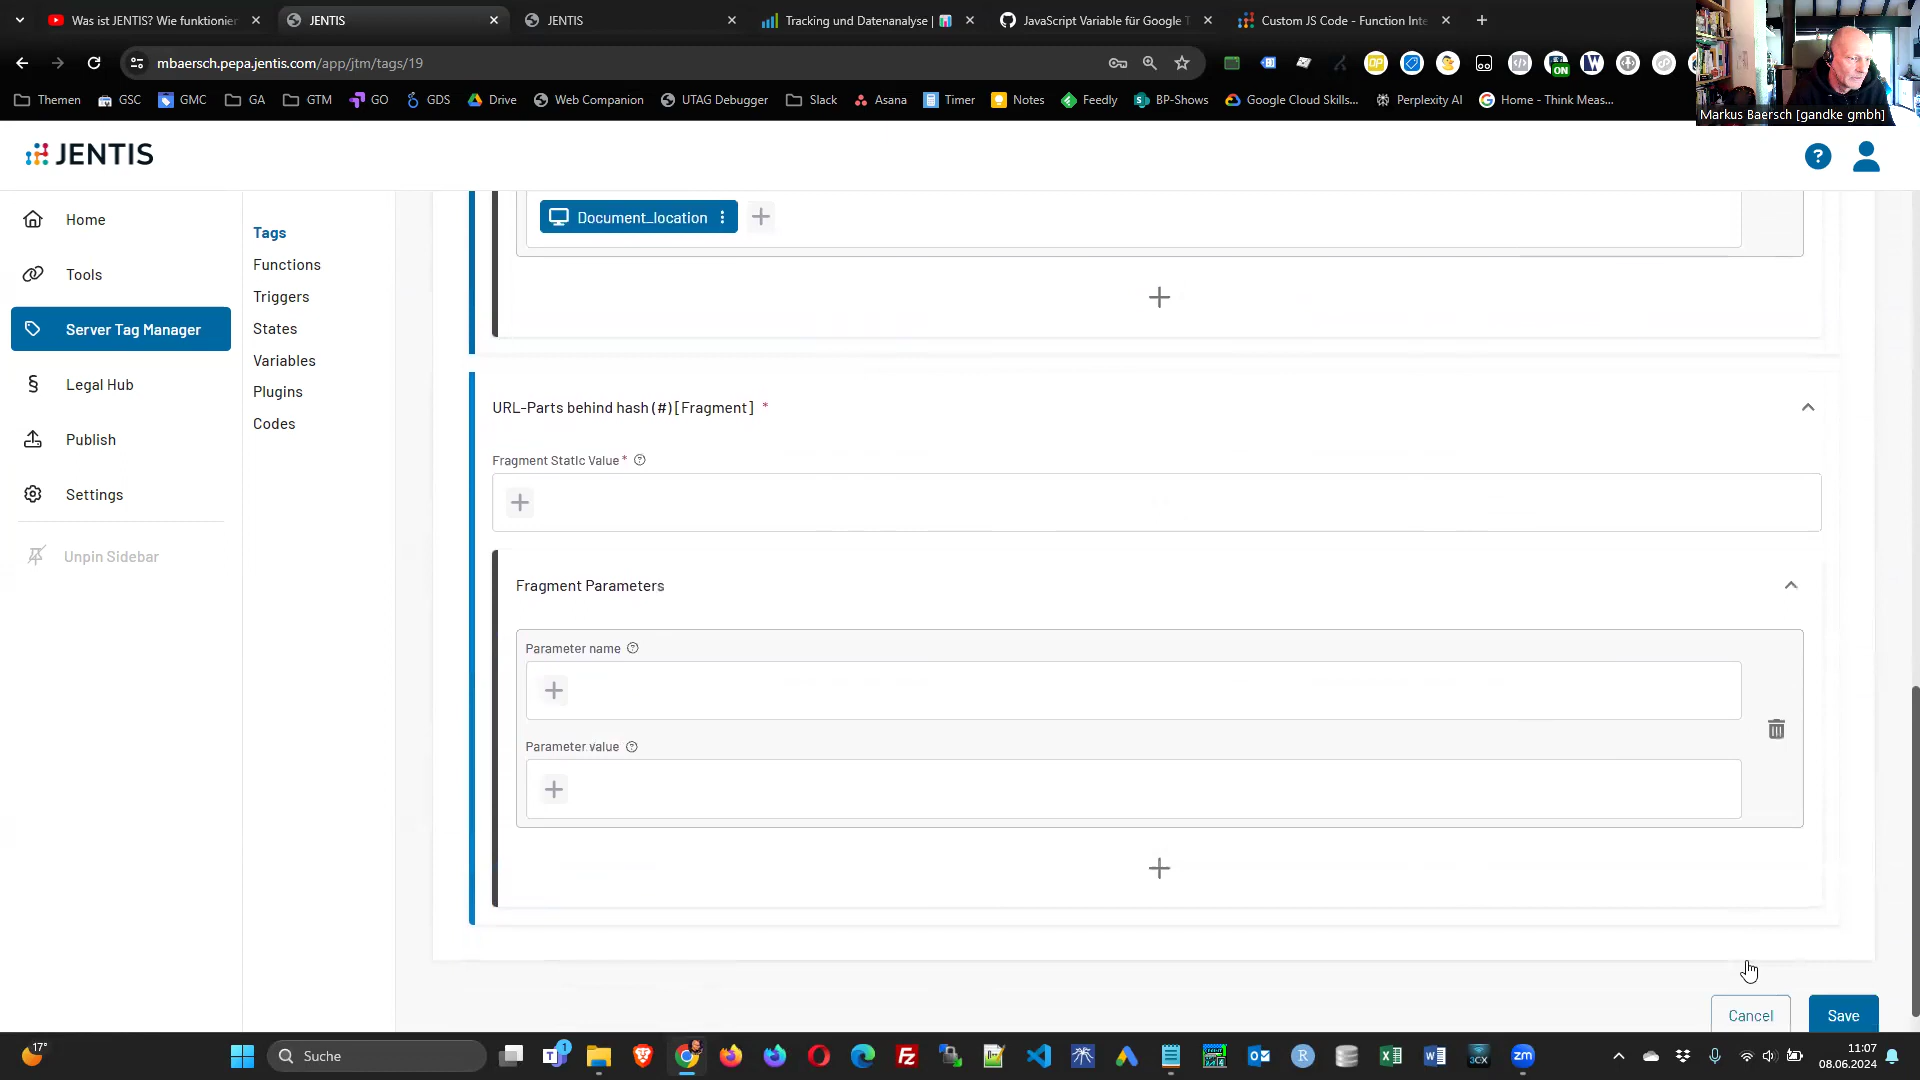 Was ist JENTIS? Wie funktionier
JENTIS
JENTIS
Tracking und Datenanalyse |
JavaScript Variable für Google T
Custom JS Code - Function Inte
mbaersch.pepa.jentis.com/app/jtm/tags/19
ON
Themen
GSC
GMC
GA
GTM
GO
GDS
Drive
Web Companion
UTAG Debugger
Slack
Asana
Timer
Notes
Feedly
BP-Shows
Google Cloud Skills...
Perplexity AI
Home - Think Meas...
Markus Baersch [gandke gmbh]
JENTIS
Home
Tools
Server Tag Manager
Legal Hub
Publish
Settings
Unpin Sidebar
Tags
Functions
Triggers
States
Variables
Plugins
Codes
Document_location
URL-Parts behind hash (#) [Fragment] *
Fragment Static Value *
Fragment Parameters
Parameter name
Parameter value
Cancel
Save
17°
Suche
11:07
08.06.2024